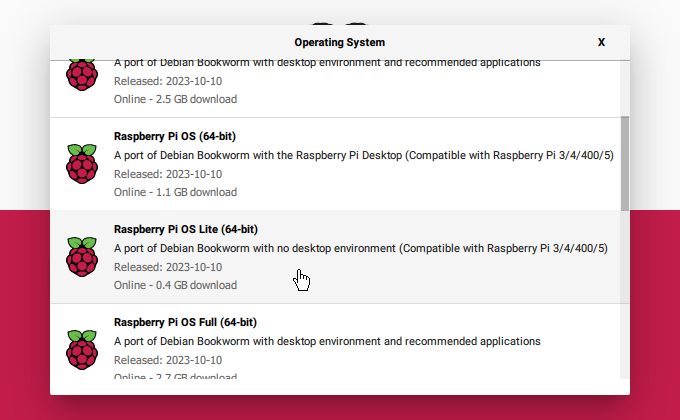 Operating System
X
A port of Debian Bookworm with desktop environment and recommended applications
Released: 2023-10-10
Online - 2.5 GB download
Raspberry Pi OS (64-bit)
A port of Debian Bookworm with the Raspberry Pi Desktop (Compatible with Raspberry Pi 3/4/400/5)
Released: 2023-10-10
Online - 1.1 GB download
Raspberry Pi OS Lite (64-bit)
A port of Debian Bookworm with no desktop environment (Compatible with Raspberry Pi 3/4/400/5)
Released: 2023-10-10
Online - 0.4 GB download
Raspberry Pi OS Full (64-bit)
A port of Debian Bookworm with desktop environment and recommended applications
Released: 2023-10-10
Online - 2.7 GB download